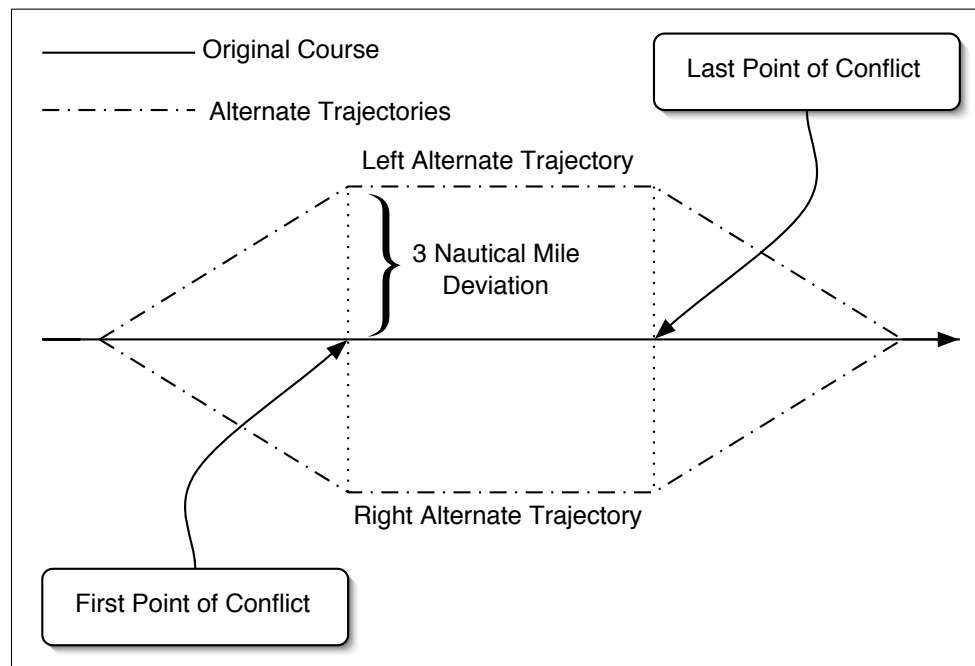 Original Course
Alternate Trajectories
Last Point of Conflict
Left Alternate Trajectory
3 Nautical Mile
Deviation
Right Alternate Trajectory
First Point of Conflict